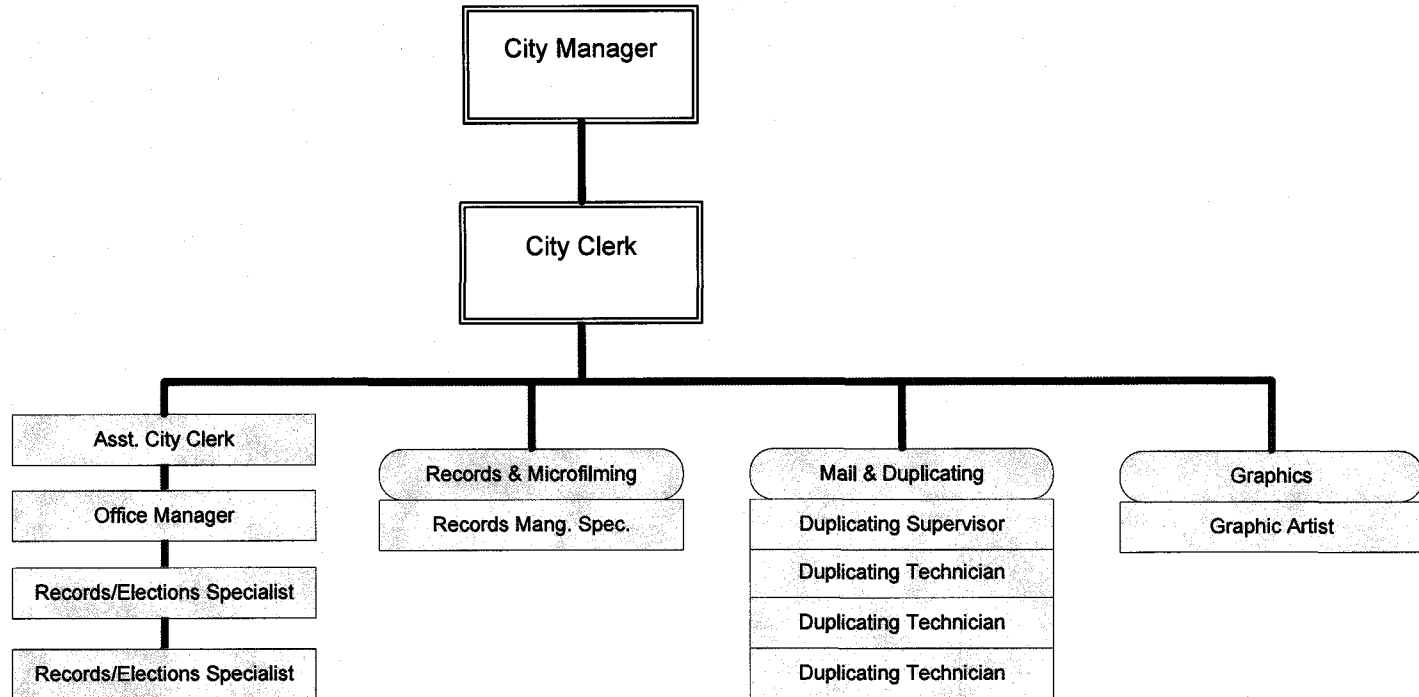 City Manager
City Clerk
Asst. City Clerk
Office Manager
Records/Elections Specialist
Records/Elections Specialist
Records & Microfilming
Records Mang. Spec.
Mail & Duplicating
Duplicating Supervisor
Duplicating Technician
Duplicating Technician
Duplicating Technician
Graphics
Graphic Artist